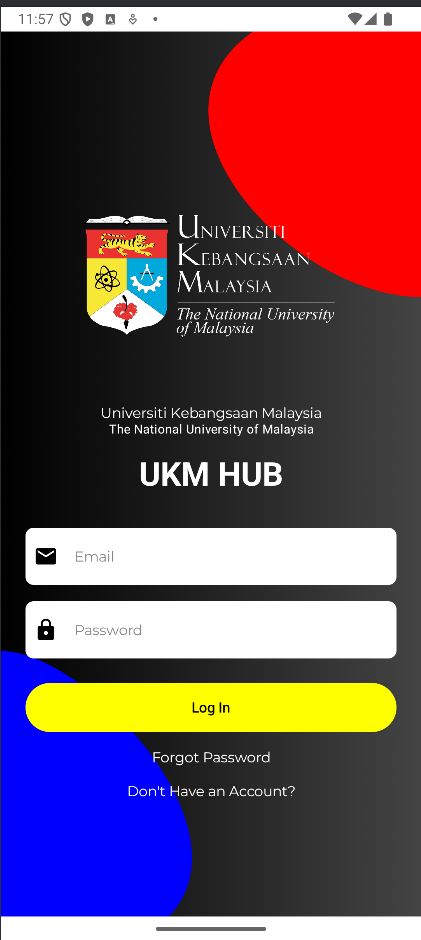 11:57
UNIVERSITI
KEBANGSAAN
MALAYSIA
The National University
of Malaysia
Universiti Kebangsaan Malaysia
The National University of Malaysia
UKM HUB
Email
Password
Log In
Forgot Password
Don't Have an Account?